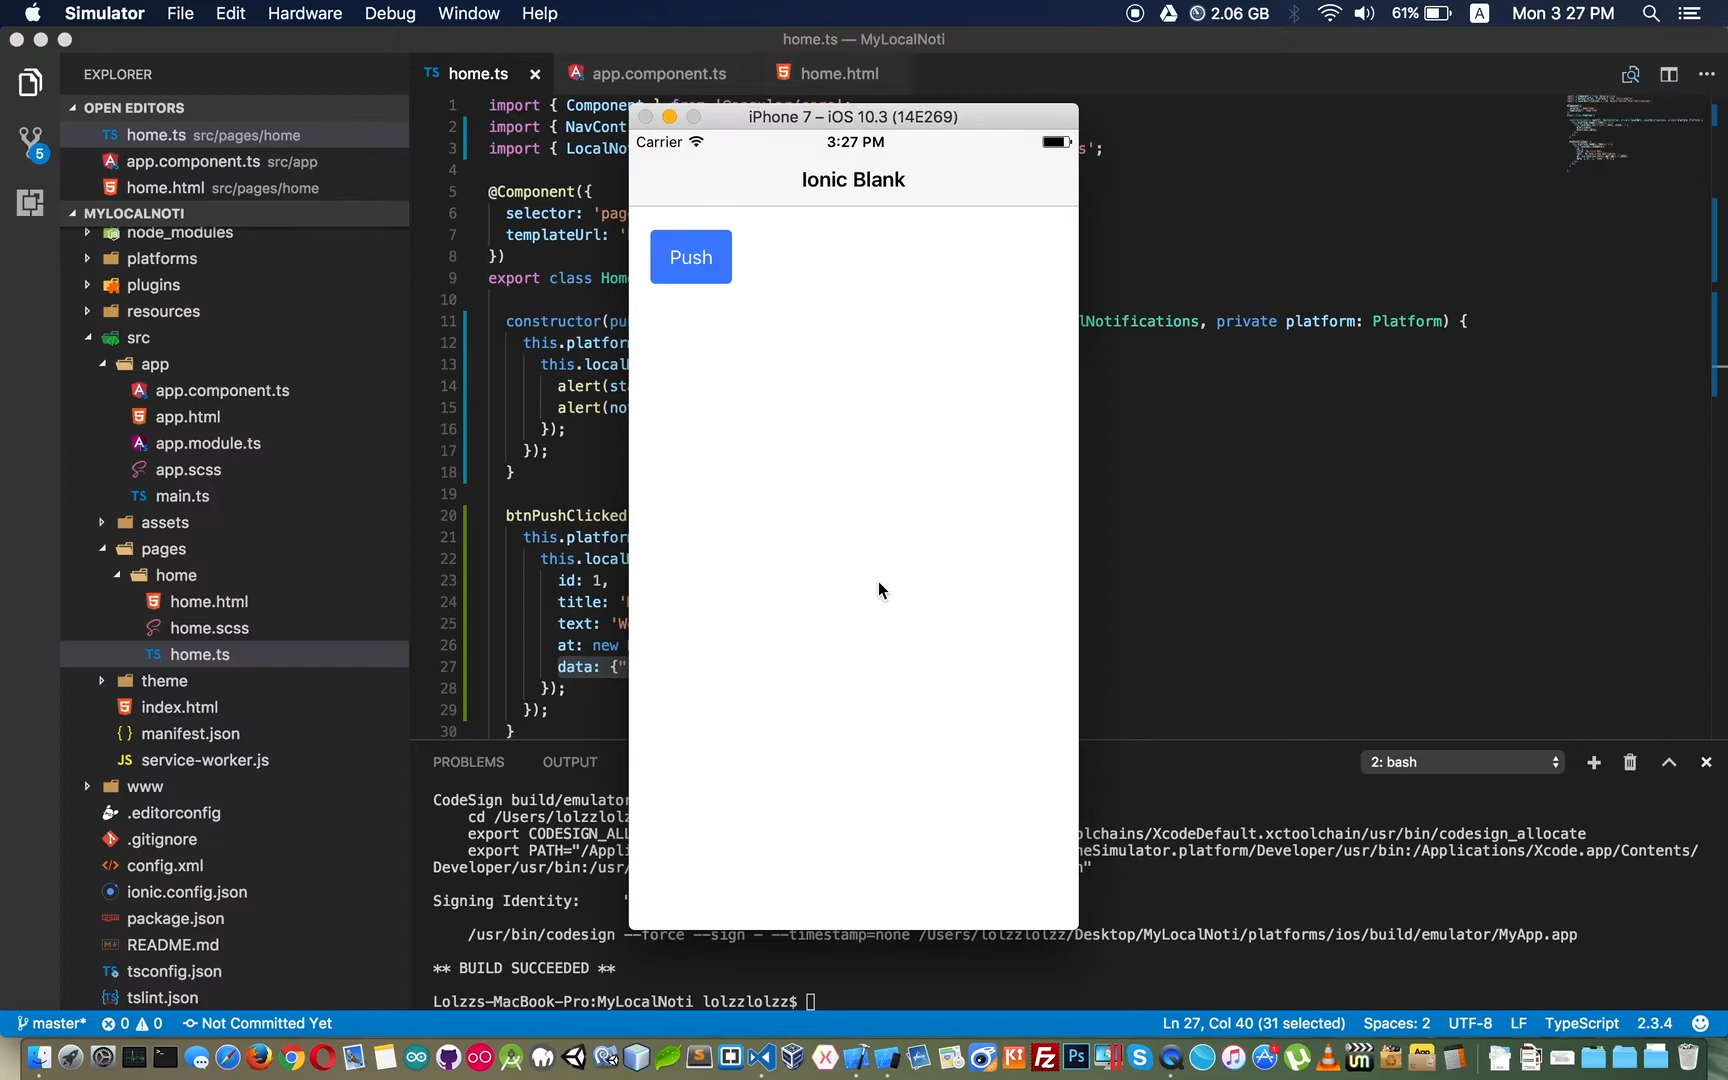 Simulator File Edit Hardware Debug Window Help 2.06 GB 61% A Mon 3 27 PM
home.ts — MyLocalNoti
EXPLORER
OPEN EDITORS
TS home.ts src/pages/home
app.component.ts src/app
home.html src/pages/home
5
MYLOCALNOTI
node_modules
platforms
plugins
resources
src
app
app.component.ts
app.html
app.module.ts
app.scss
TS main.ts
assets
pages
home
home.html
home.scss
TS home.ts
theme
index.html
{ } manifest.json
JS service-worker.js
www
.editorconfig
.gitignore
config.xml
ionic.config.json
package.json
README.md
tsconfig.json
tslint.json
TS home.ts app.component.ts home.html
1 import { Component
2 import { NavCont
3 import { LocalNo s';
4
5 @Component({
6 selector: 'pag
7 templateUrl: '
8 })
9 export class Hom
10
11 constructor(pu lNotifications, private platform: Platform) {
12 this.platfor
13 this.local
14 alert(sta
15 alert(no
16 });
17 });
18 }
19
20 btnPushClicked
21 this.platfor
22 this.local
23 id: 1,
24 title: '
25 text: 'W
26 at: new
27 data: {"
28 });
29 });
30 }
iPhone 7 – iOS 10.3 (14E269)
Carrier 3:27 PM
Ionic Blank
Push
PROBLEMS OUTPUT 2: bash
CodeSign build/emulator
cd /Users/lolzzlolz
export CODESIGN_ALL olchains/XcodeDefault.xctoolchain/usr/bin/codesign_allocate
export PATH="/Appli neSimulator.platform/Developer/usr/bin:/Applications/Xcode.app/Contents/
Developer/usr/bin:/usr/ n"
Signing Identity: "
/usr/bin/codesign --force --sign - --timestamp=none /Users/lolzzlolzz/Desktop/MyLocalNoti/platforms/ios/build/emulator/MyApp.app
** BUILD SUCCEEDED **
Lolzzs-MacBook-Pro:MyLocalNoti lolzzlolzz$
master* 0 0 Not Committed Yet Ln 27, Col 40 (31 selected) Spaces: 2 UTF-8 LF TypeScript 2.3.4